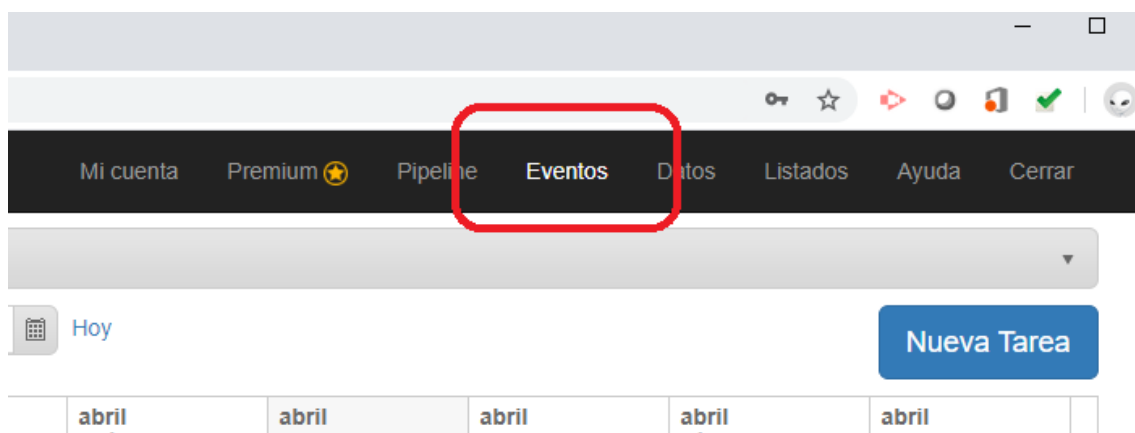 Mi cuenta Premium Pipeline Eventos Datos Listados Ayuda Cerrar
Hoy
Nueva Tarea
abril abril abril abril abril